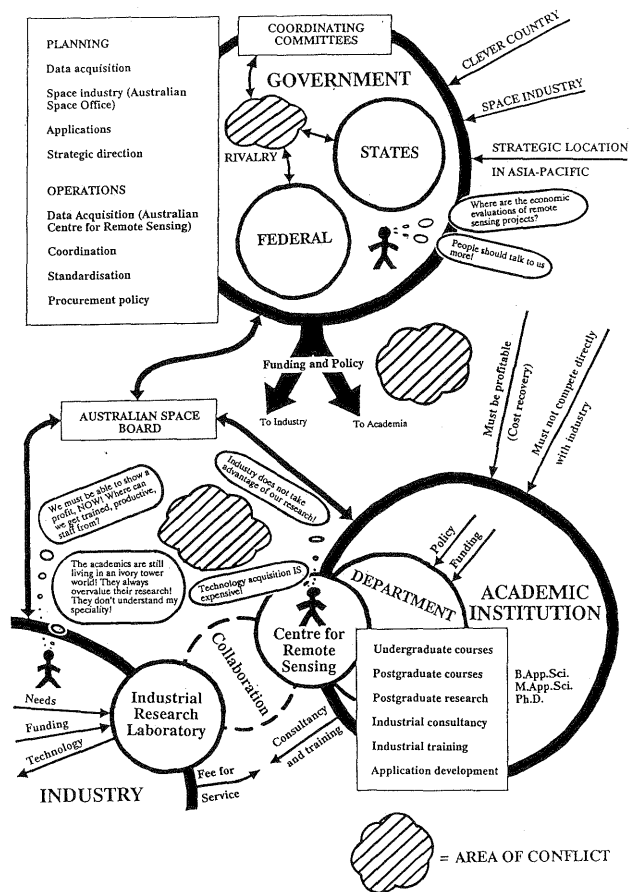 COORDINATING
COMMITTEES
PLANNING
Data acquisition
Space industry (Australian
Space Office)
Applications
Strategic direction
OPERATIONS
Data Acquisition (Australian
Centre for Remote Sensing)
Coordination
Standardisation
Procurement policy
GOVERNMENT
RIVALRY
STATES
FEDERAL
CLEVER COUNTRY
SPACE INDUSTRY
STRATEGIC LOCATION
IN ASIA-PACIFIC
Where are the economic
evaluations of remote
sensing projects?
People should talk to us
more!
Funding and Policy
To Industry
To Academia
Must be profitable
(Cost recovery)
Must not compete directly
with industry
AUSTRALIAN SPACE
BOARD
We must be able to show a
profit, NOW! Where can
we get trained, productive,
staff from?
Industry does not take
advantage of our research!
The academics are still
living in an ivory tower
world! They always
overvalue their research!
They don't understand my
speciality!
Technology acquisition IS
expensive!
Policy
Funding
DEPARTMENT
ACADEMIC
INSTITUTION
Centre for
Remote
Sensing
Undergraduate courses
Postgraduate courses
Postgraduate research
Industrial consultancy
Industrial training
Application development
B.App.Sci.
M.App.Sci.
Ph.D.
Collaboration
Consultancy
and training
Industrial
Research
Laboratory
Needs
Funding
Technology
Fee for
Service
INDUSTRY
= AREA OF CONFLICT